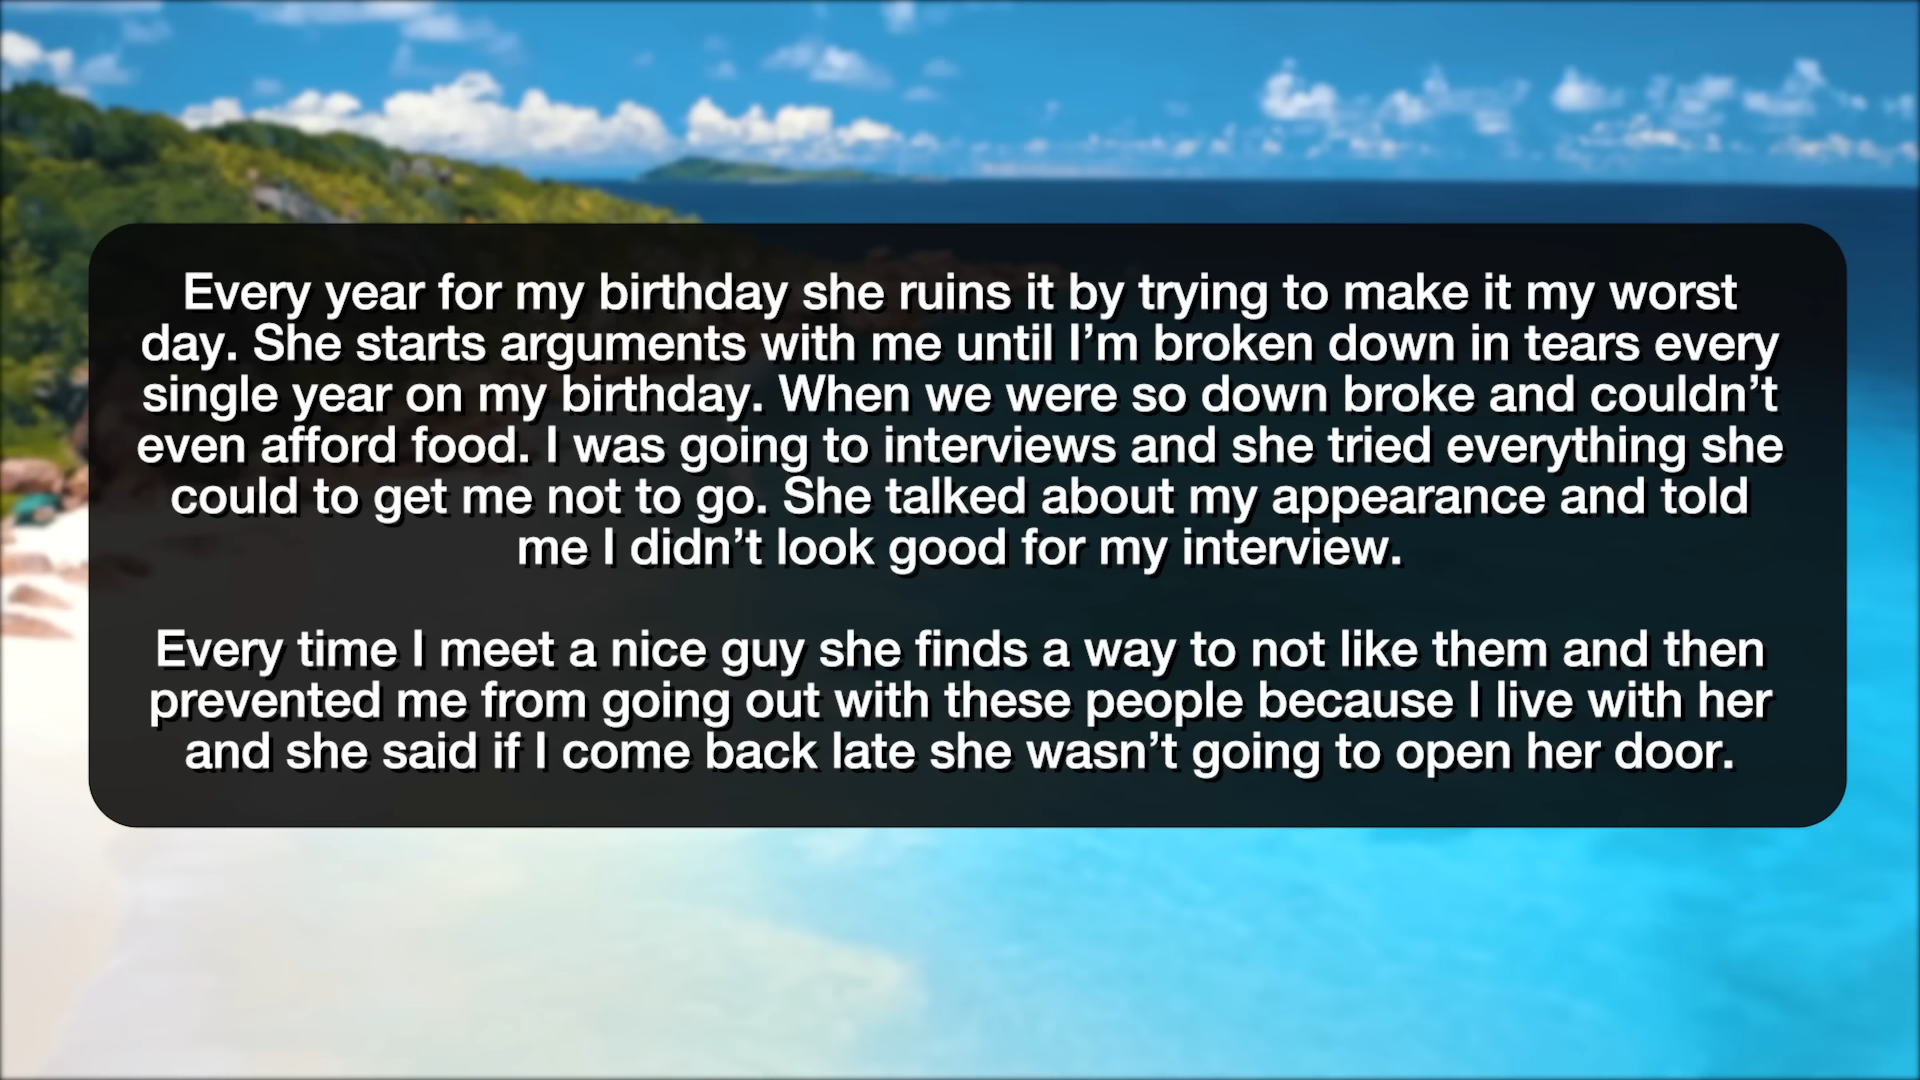 Every year for my birthday she ruins it by trying to make it my worst
day. She starts arguments with me until I’m broken down in tears every
single year on my birthday. When we were so down broke and couldn’t
even afford food. I was going to interviews and she tried everything she
could to get me not to go. She talked about my appearance and told
me I didn’t look good for my interview.
Every time I meet a nice guy she finds a way to not like them and then
prevented me from going out with these people because I live with her
and she said if I come back late she wasn’t going to open her door.